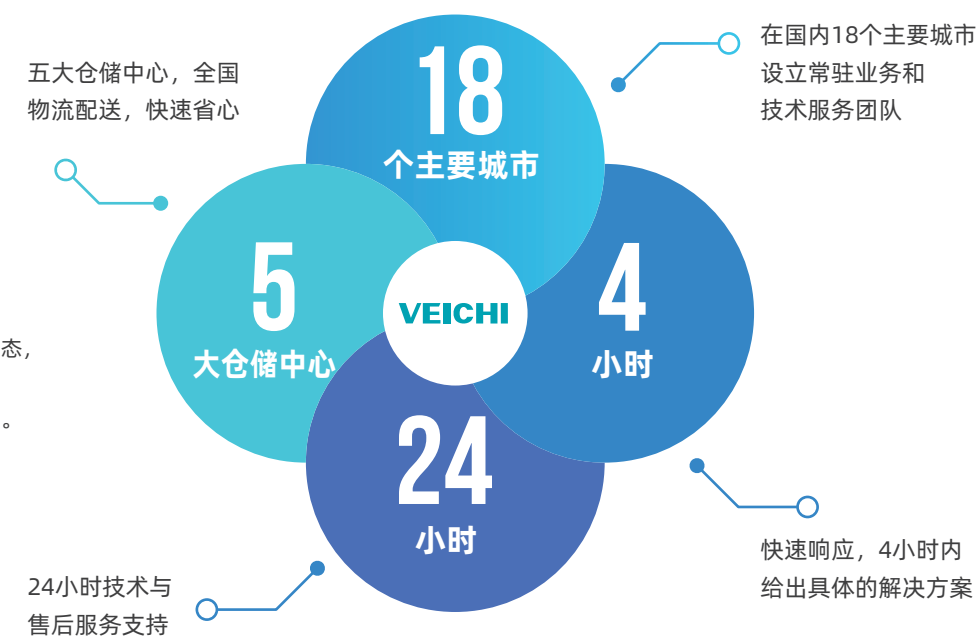 在国内18个主要城市
设立常驻业务和
技术服务团队
五大仓储中心，全国
物流配送，快速省心
18
个主要城市
5
大仓储中心
VEICHI
4
小时
态，
。
24
小时
快速响应，4小时内
给出具体的解决方案
24小时技术与
售后服务支持